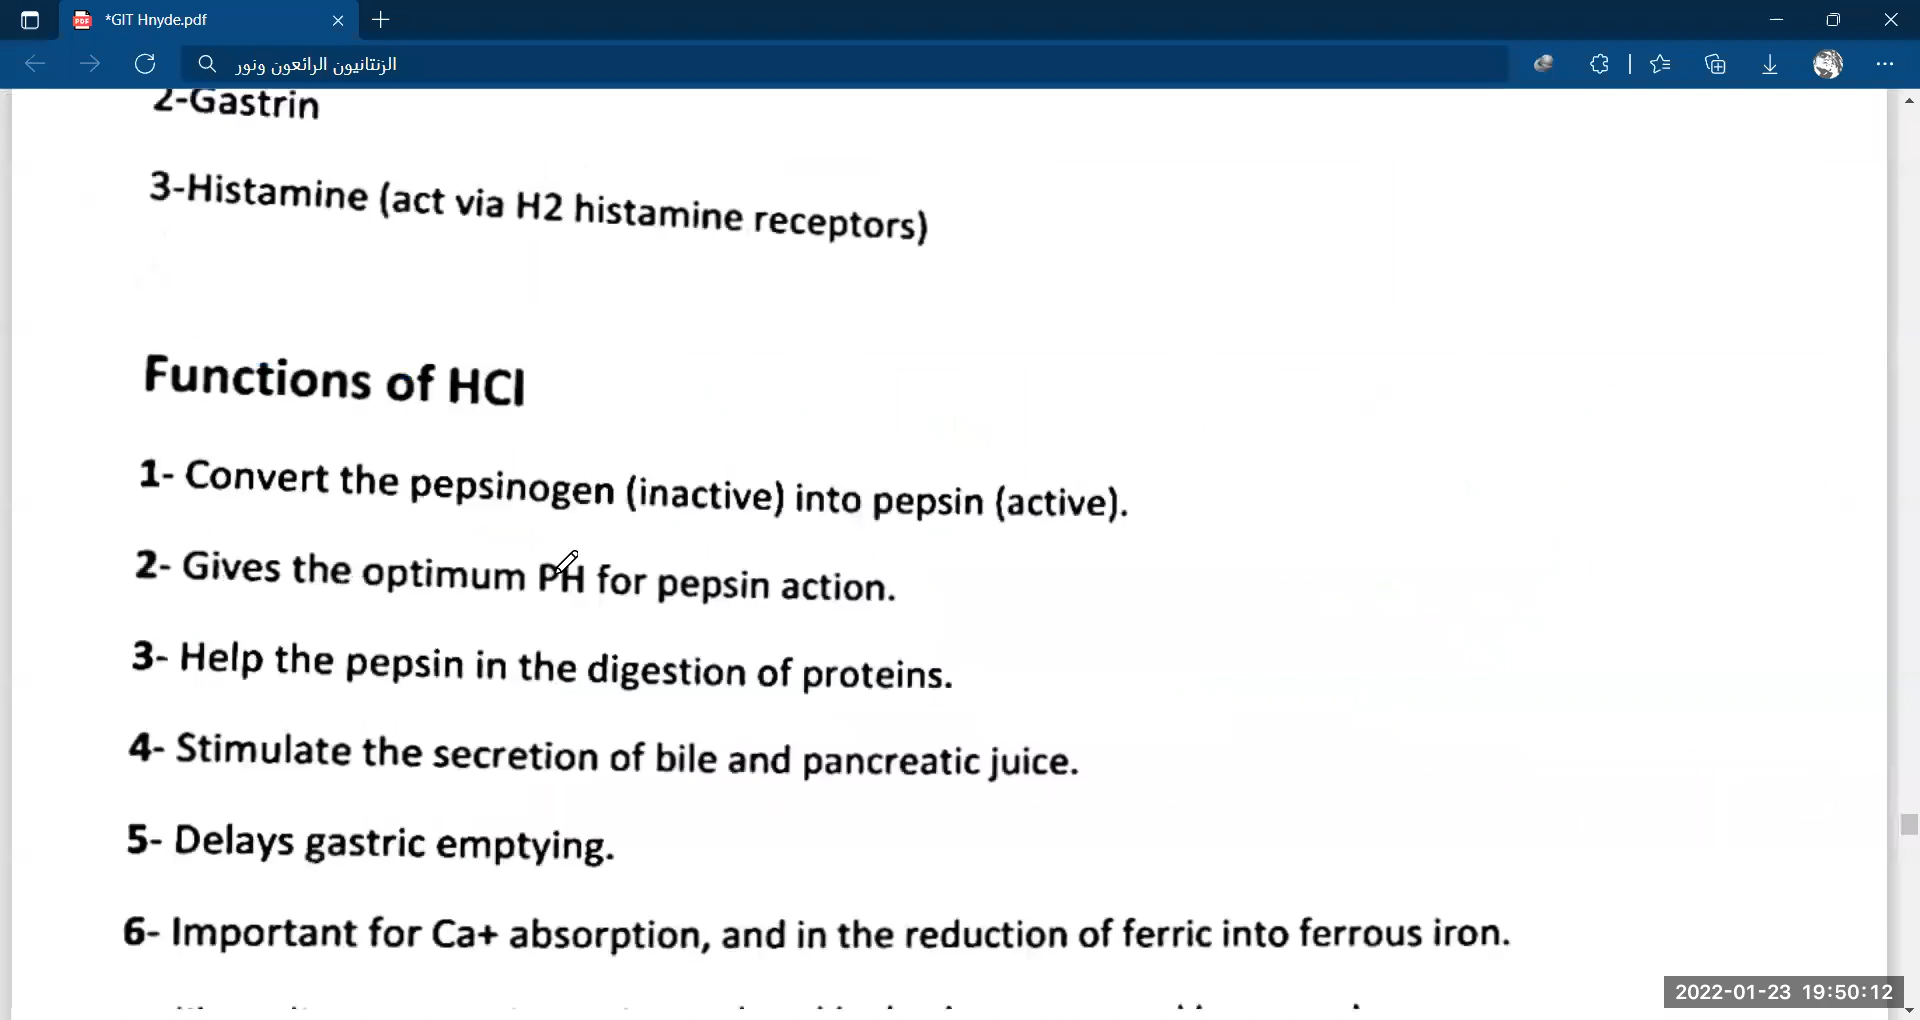 *GIT Hnyde.pdf
الزنتانيون الرائعون ونور
2-Gastrin
3-Histamine (act via H2 histamine receptors)
Functions of HCl
1- Convert the pepsinogen (inactive) into pepsin (active).
2- Gives the optimum PH for pepsin action.
3- Help the pepsin in the digestion of proteins.
4- Stimulate the secretion of bile and pancreatic juice.
5- Delays gastric emptying.
6- Important for Ca+ absorption, and in the reduction of ferric into ferrous iron.
2022-01-23 19:50:12